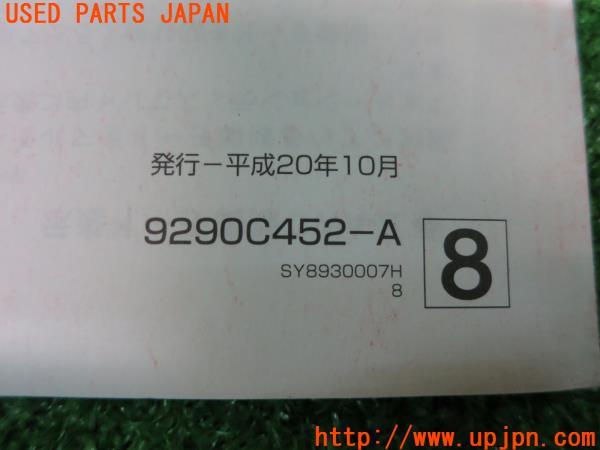 USED PARTS JAPAN
発行－平成20年10月
9290C452－A
8
SY8930007H
8
http://www.upjpn.com